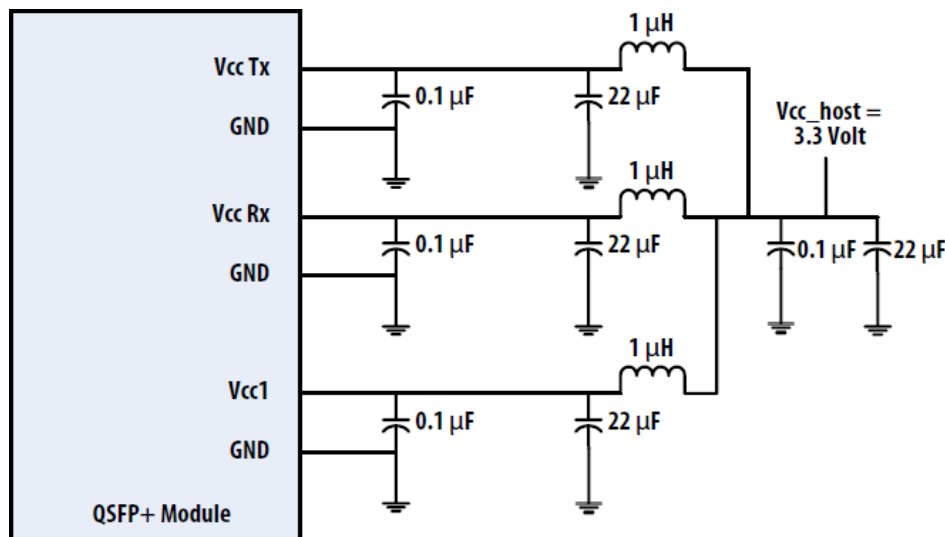 1 μH
Vcc Tx
0.1 μF
22 μF
Vcc_host =
3.3 Volt
GND
1 μH
Vcc Rx
0.1 μF
22 μF
0.1 μF
22 μF
GND
1 μH
Vcc1
0.1 μF
22 μF
GND
QSFP+ Module